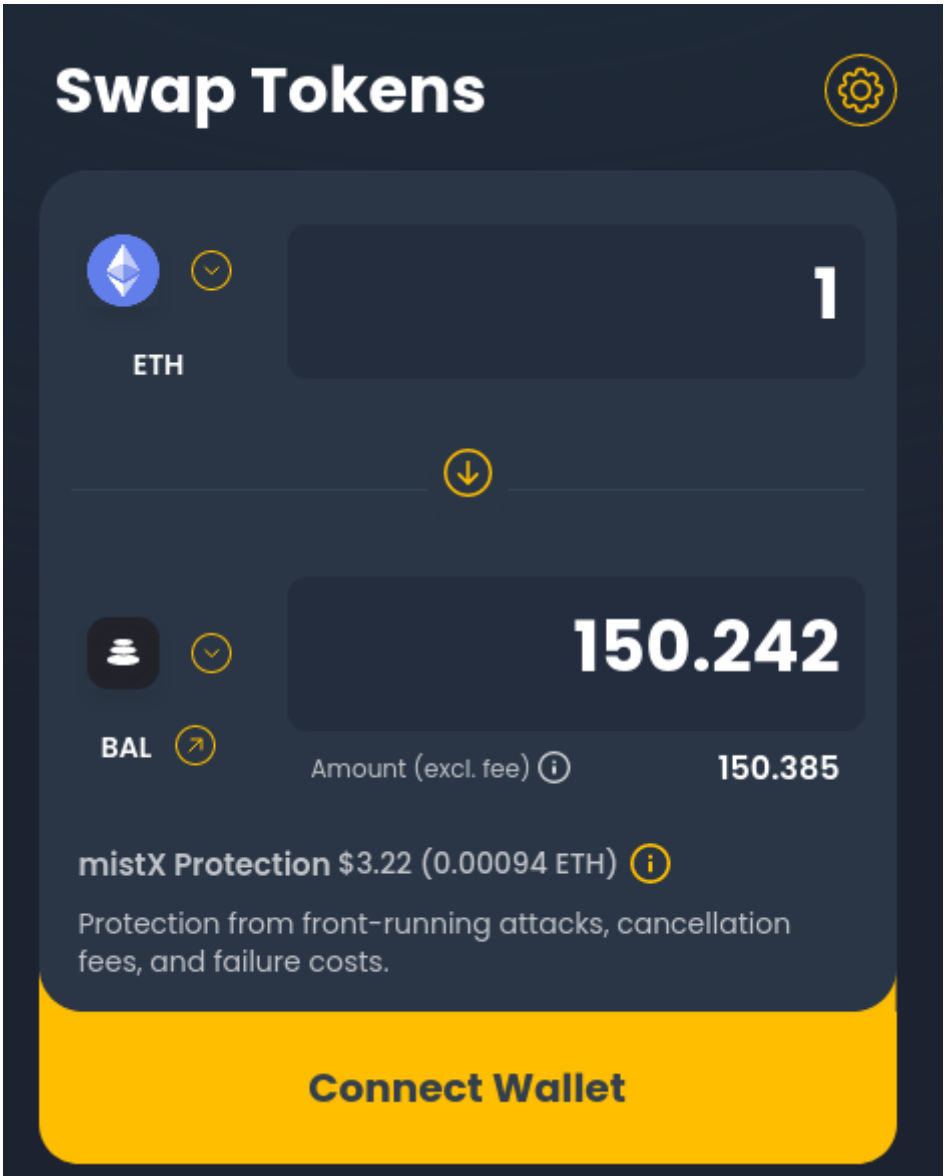 Swap Tokens
1
ETH
150.242
BAL
Amount (excl. fee) 150.385
mistX Protection $3.22 (0.00094 ETH)
Protection from front-running attacks, cancellation
fees, and failure costs.
Connect Wallet